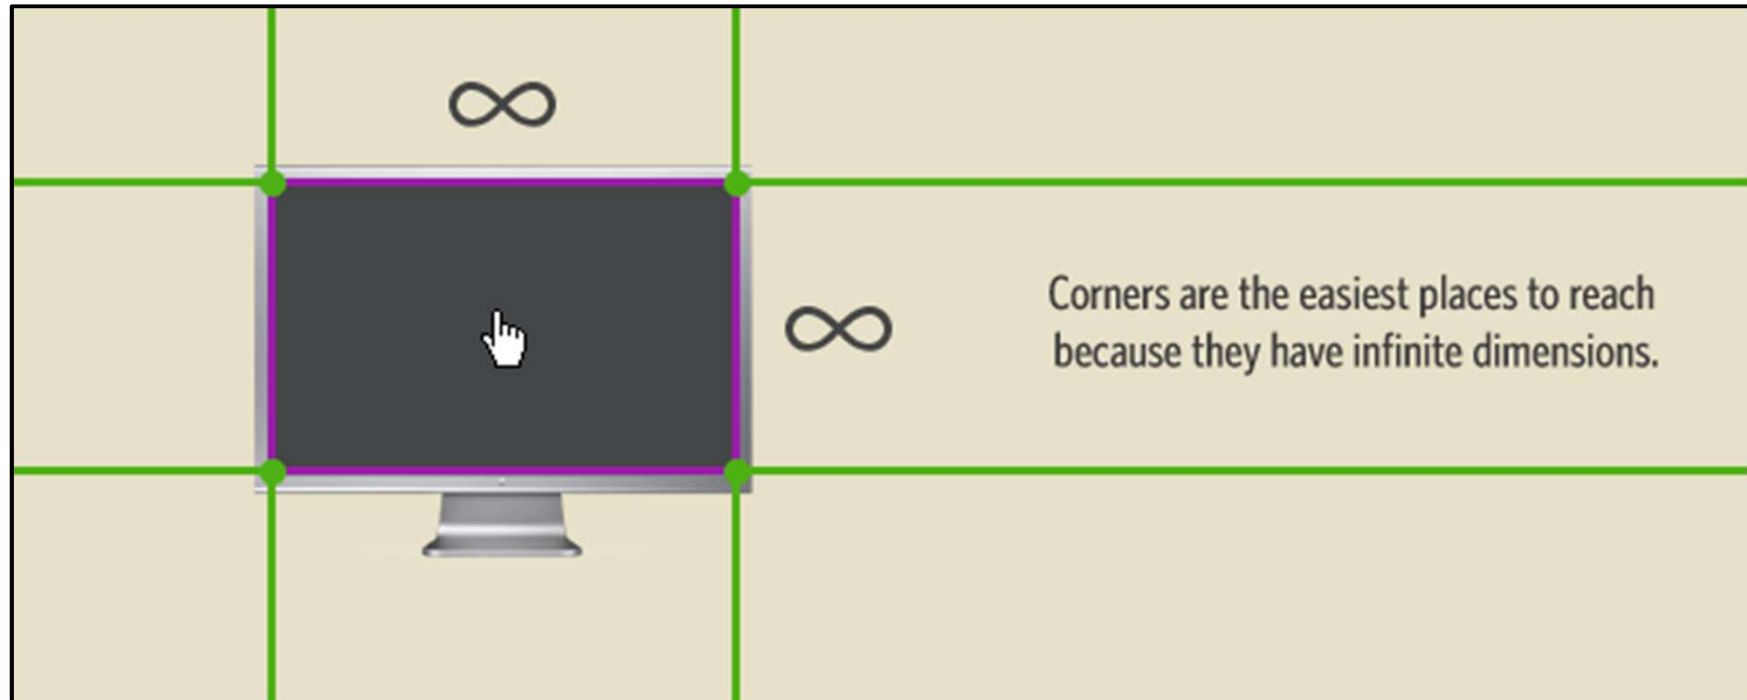 ∞
∞
Corners are the easiest places to reach
because they have infinite dimensions.